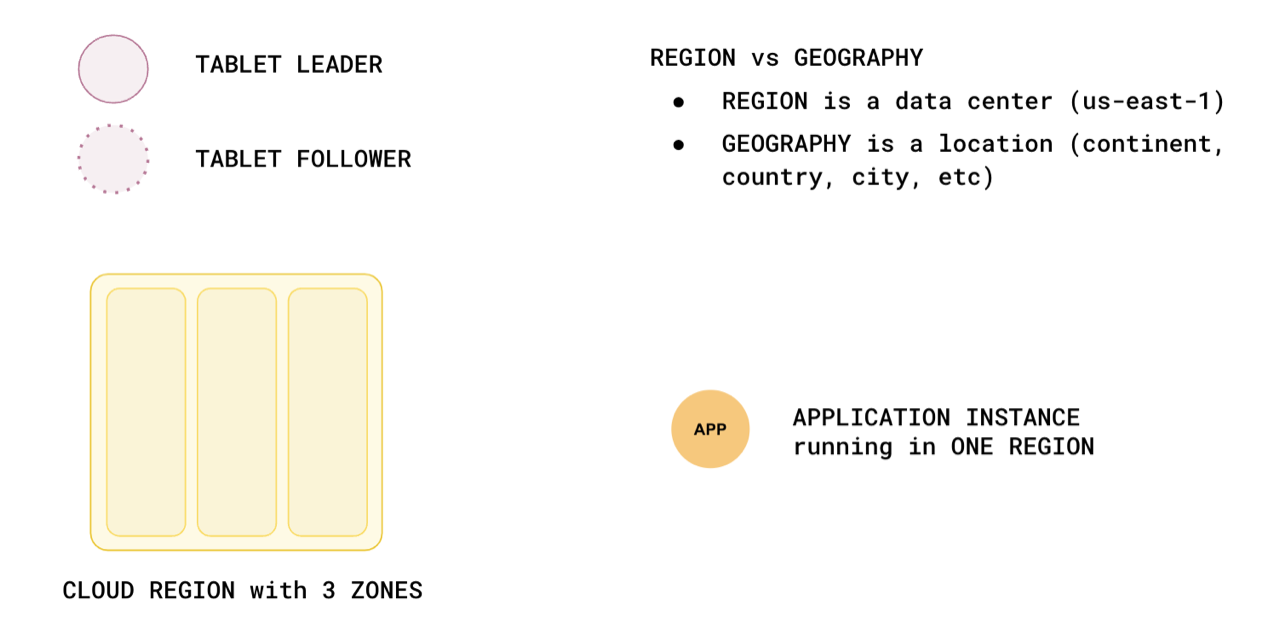 TABLET LEADER
TABLET FOLLOWER
REGION vs GEOGRAPHY
● REGION is a data center (us-east-1)
● GEOGRAPHY is a location (continent,
country, city, etc)
CLOUD REGION with 3 ZONES
APP
APPLICATION INSTANCE
running in ONE REGION